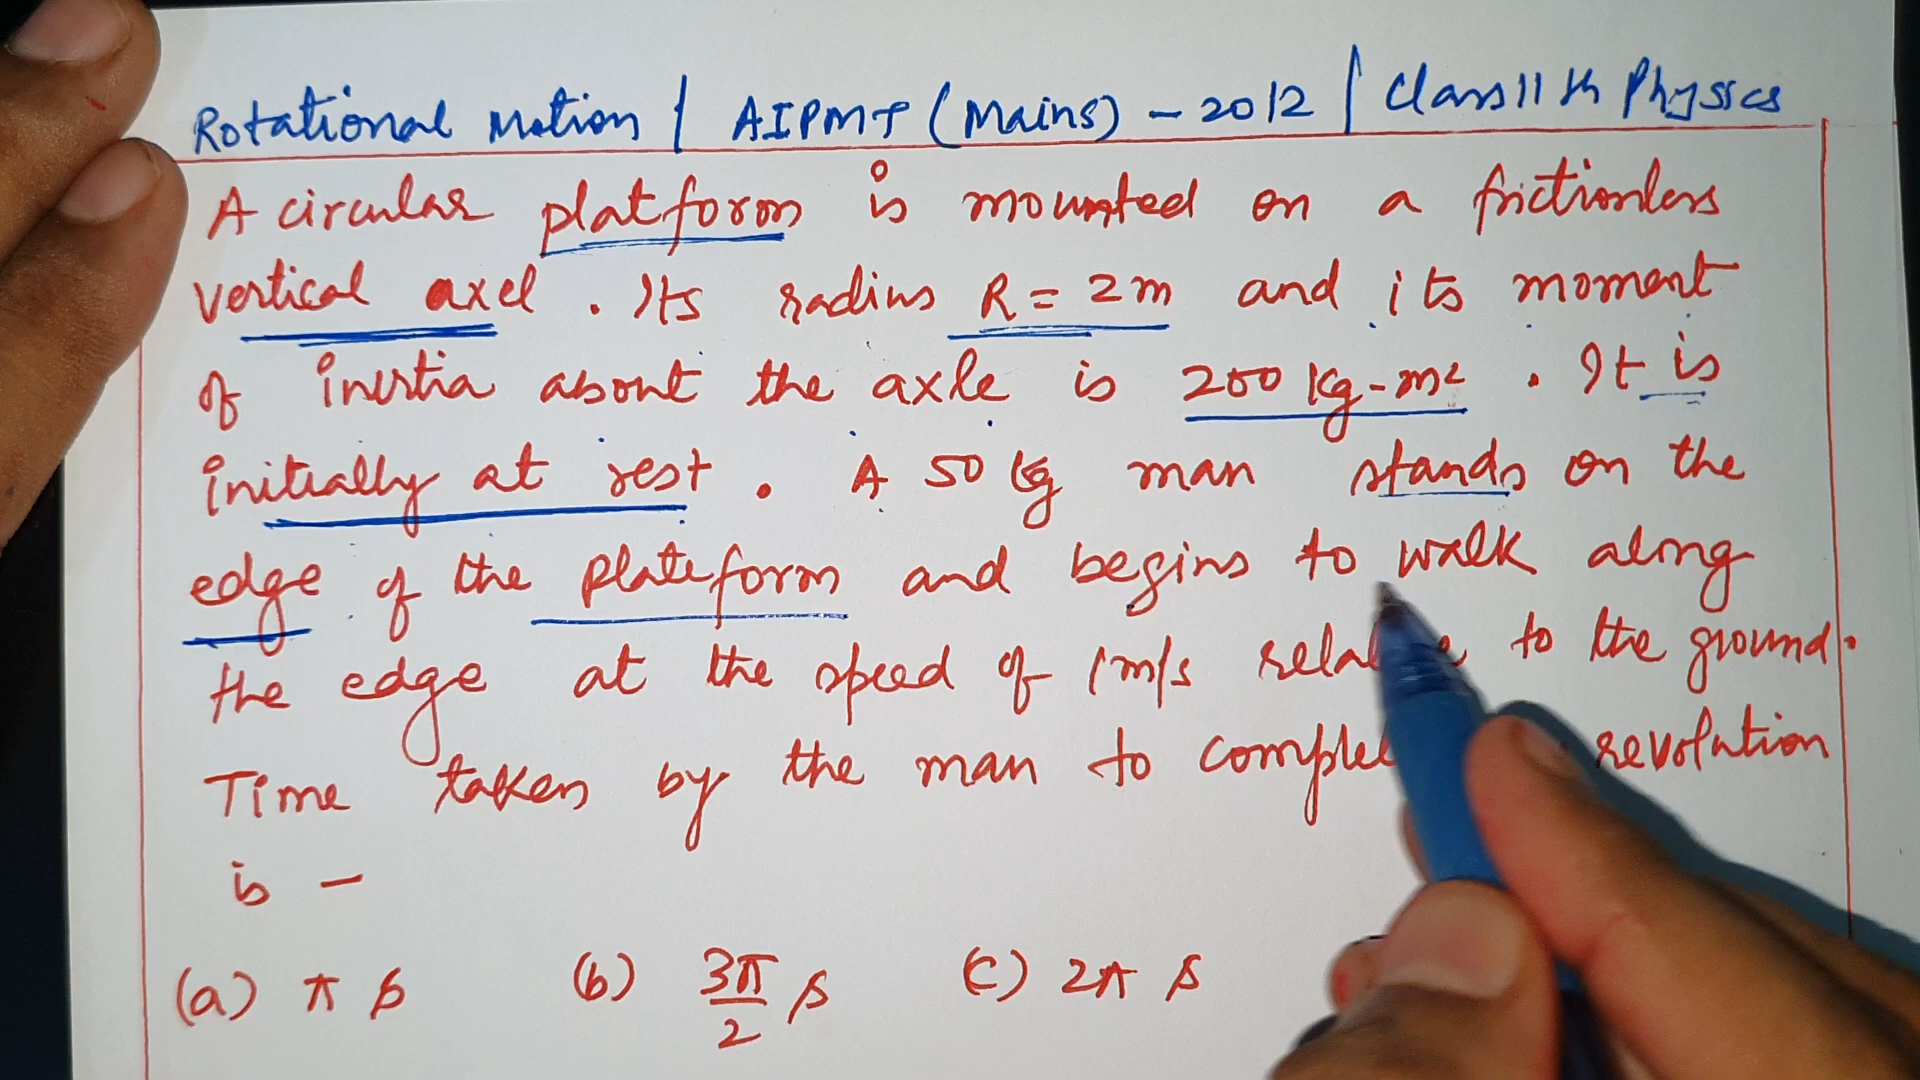 Rotational Motion | AIPMT (Mains) - 2012 | Class 11th Physics
A circular platform is mounted on a frictionless
vertical axel . Its radius R = 2m and its moment
of inertia about the axle is 200 kg-m² . It is
initially at rest . A 50 kg man stands on the
edge of the plateform and begins to walk along
the edge at the speed of 1m/s to the ground.
Time taken by the man to revolution
is -
(a) π s (b) 3π/2 s (c) 2π s